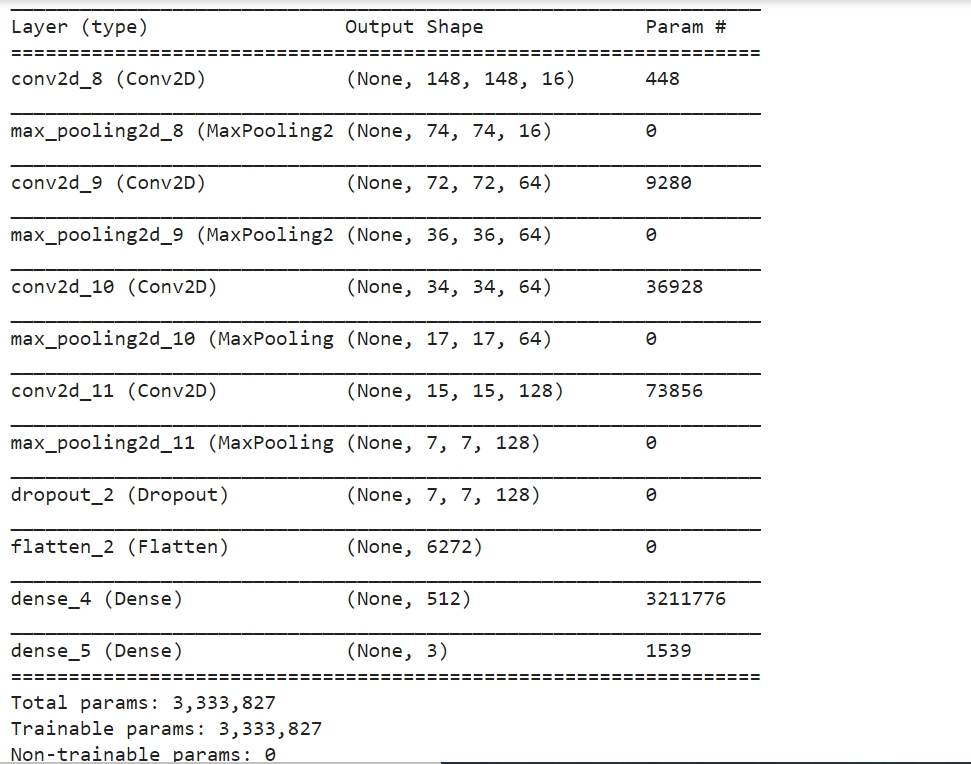 Layer (type) Output Shape Param #
=================================================================
conv2d_8 (Conv2D) (None, 148, 148, 16) 448
max_pooling2d_8 (MaxPooling2 (None, 74, 74, 16) 0
conv2d_9 (Conv2D) (None, 72, 72, 64) 9280
max_pooling2d_9 (MaxPooling2 (None, 36, 36, 64) 0
conv2d_10 (Conv2D) (None, 34, 34, 64) 36928
max_pooling2d_10 (MaxPooling (None, 17, 17, 64) 0
conv2d_11 (Conv2D) (None, 15, 15, 128) 73856
max_pooling2d_11 (MaxPooling (None, 7, 7, 128) 0
dropout_2 (Dropout) (None, 7, 7, 128) 0
flatten_2 (Flatten) (None, 6272) 0
dense_4 (Dense) (None, 512) 3211776
dense_5 (Dense) (None, 3) 1539
=================================================================
Total params: 3,333,827
Trainable params: 3,333,827
Non-trainable params: 0